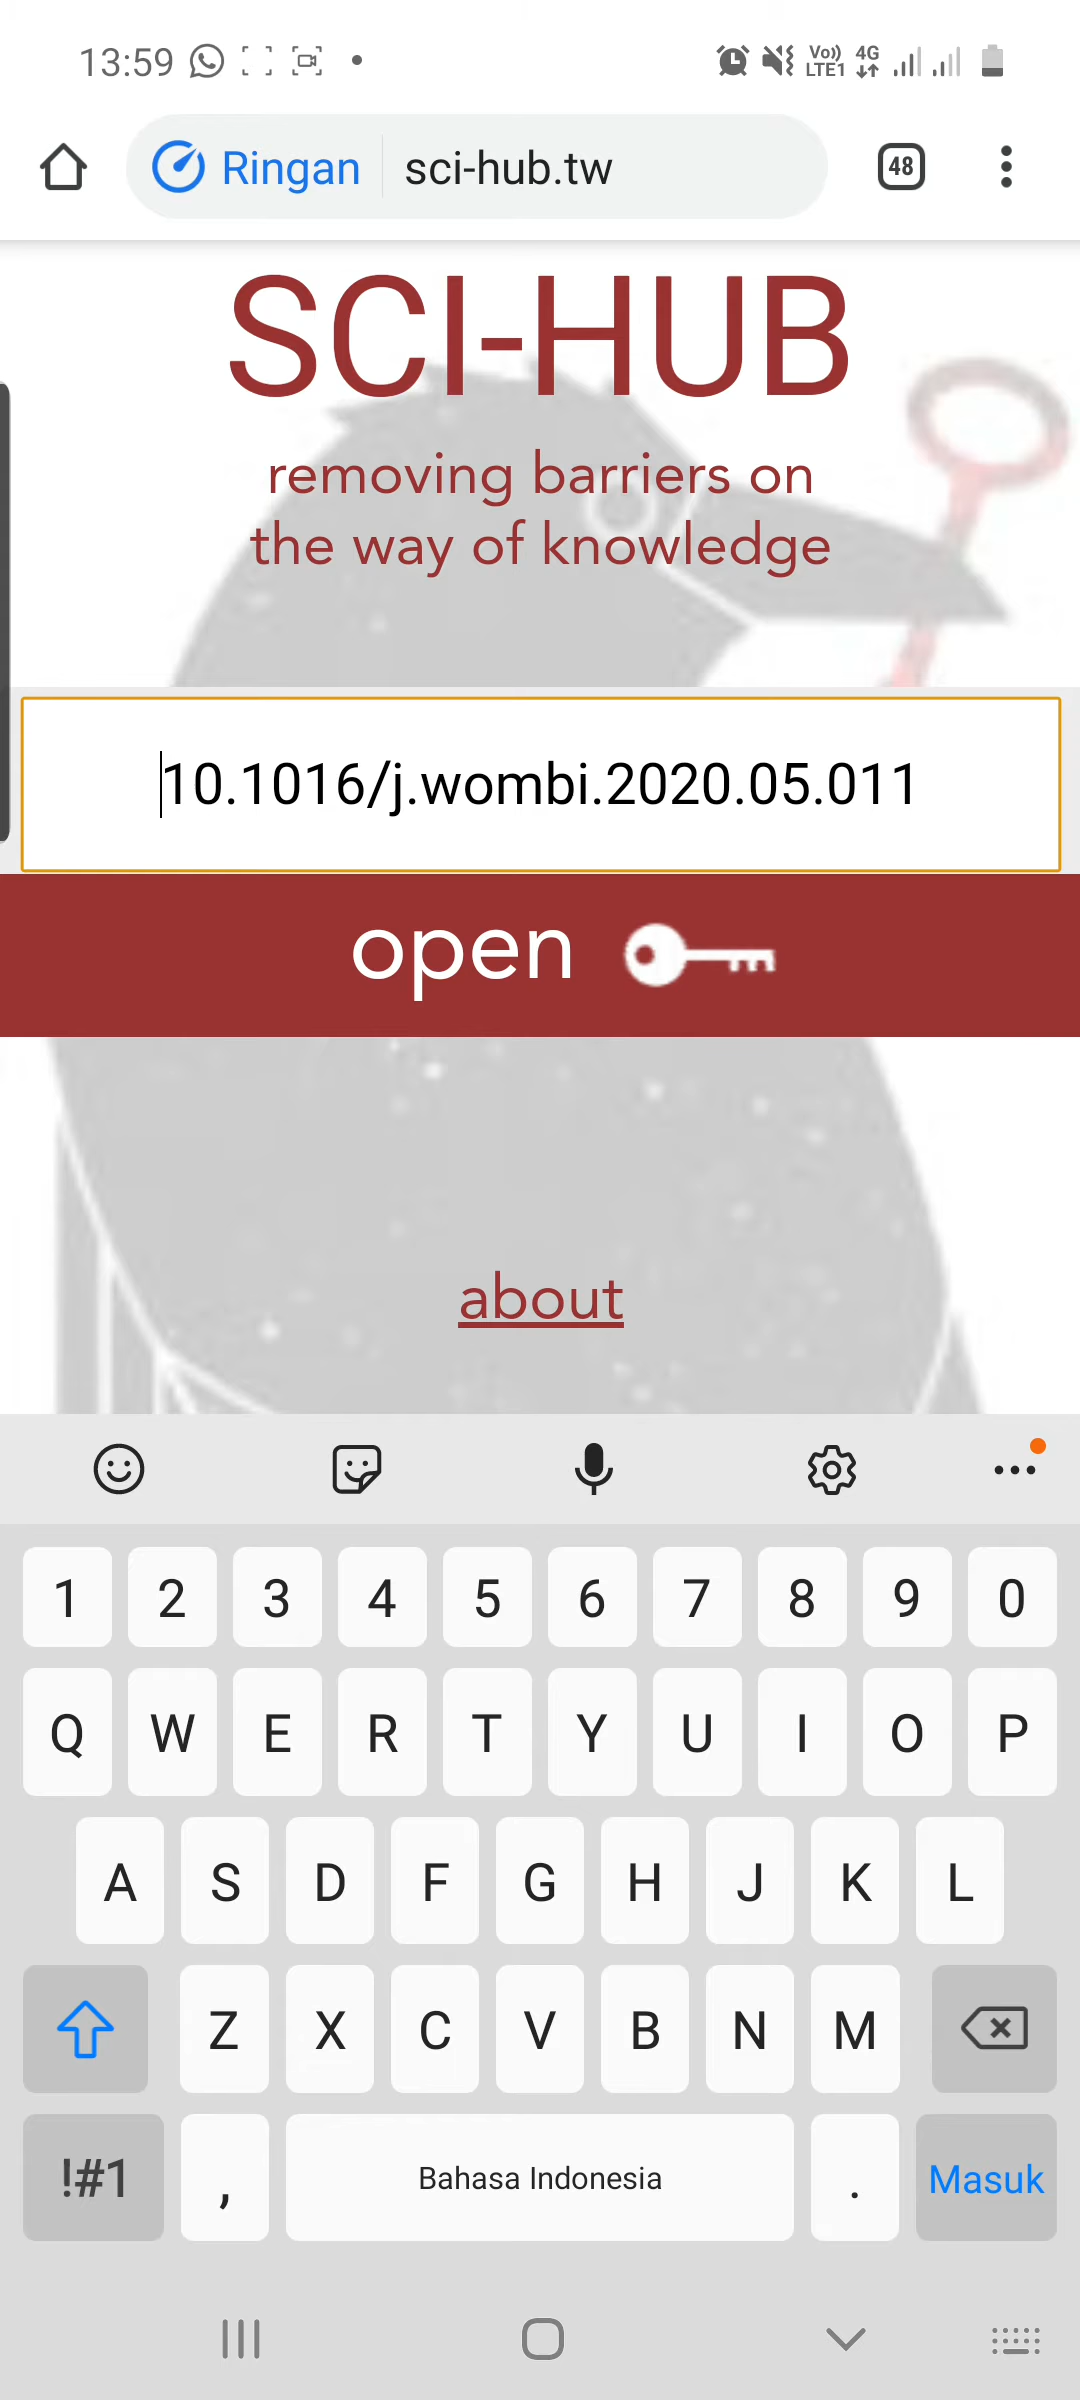 13:59 Vo)) LTE1 4G
Ringan sci-hub.tw 48
SCI-HUB
removing barriers on
the way of knowledge
10.1016/j.wombi.2020.05.011
open
about
1 2 3 4 5 6 7 8 9 0
Q W E R T Y U I O P
A S D F G H J K L
Z X C V B N M
!#1 , Bahasa Indonesia . Masuk